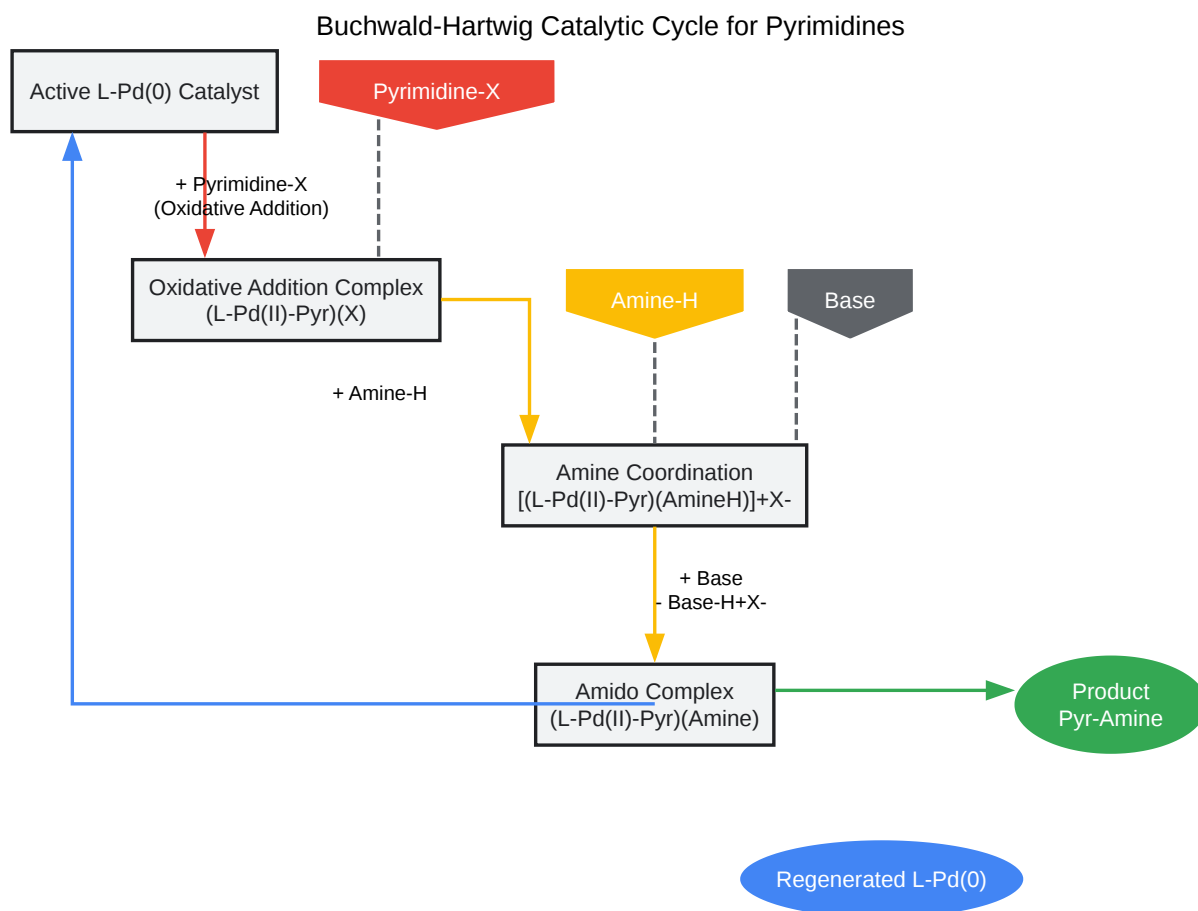 Buchwald-Hartwig Catalytic Cycle for Pyrimidines
Active L-Pd(0) Catalyst
Pyrimidine-X
+ Pyrimidine-X
(Oxidative Addition)
Oxidative Addition Complex
(L-Pd(II)-Pyr)(X)
Amine-H
Base
+ Amine-H
Amine Coordination
[(L-Pd(II)-Pyr)(AmineH)]+X-
+ Base
- Base-H+X-
Amido Complex
(L-Pd(II)-Pyr)(Amine)
Product
Pyr-Amine
Regenerated L-Pd(0)